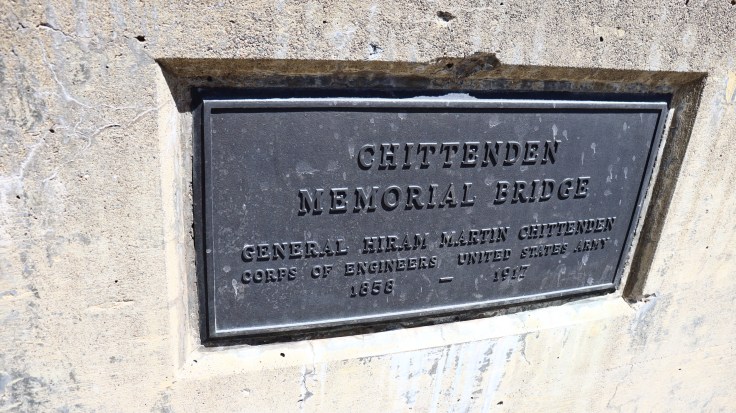 CHITTENDEN
MEMORIAL BRIDGE
GENERAL HIRAM MARTIN CHITTENDEN
CORPS OF ENGINEERS UNITED STATES ARMY
1858 — 1917